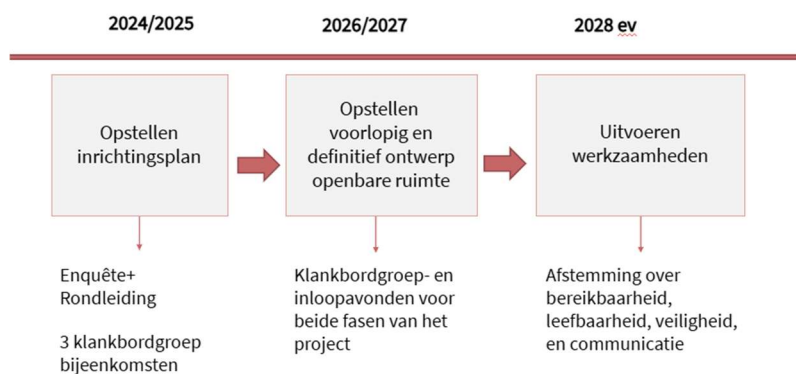 2024/2025
2026/2027
2028 ev
Opstellen
inrichtingsplan
Opstellen
voorlopig en
definitief ontwerp
openbare ruimte
Uitvoeren
werkzaamheden
Enquête+
Rondleiding
3 klankbordgroep
bijeenkomsten
Klankbordgroep- en
inloopavonden voor
beide fasen van het
project
Afstemming over
bereikbaarheid,
leefbaarheid, veiligheid,
en communicatie